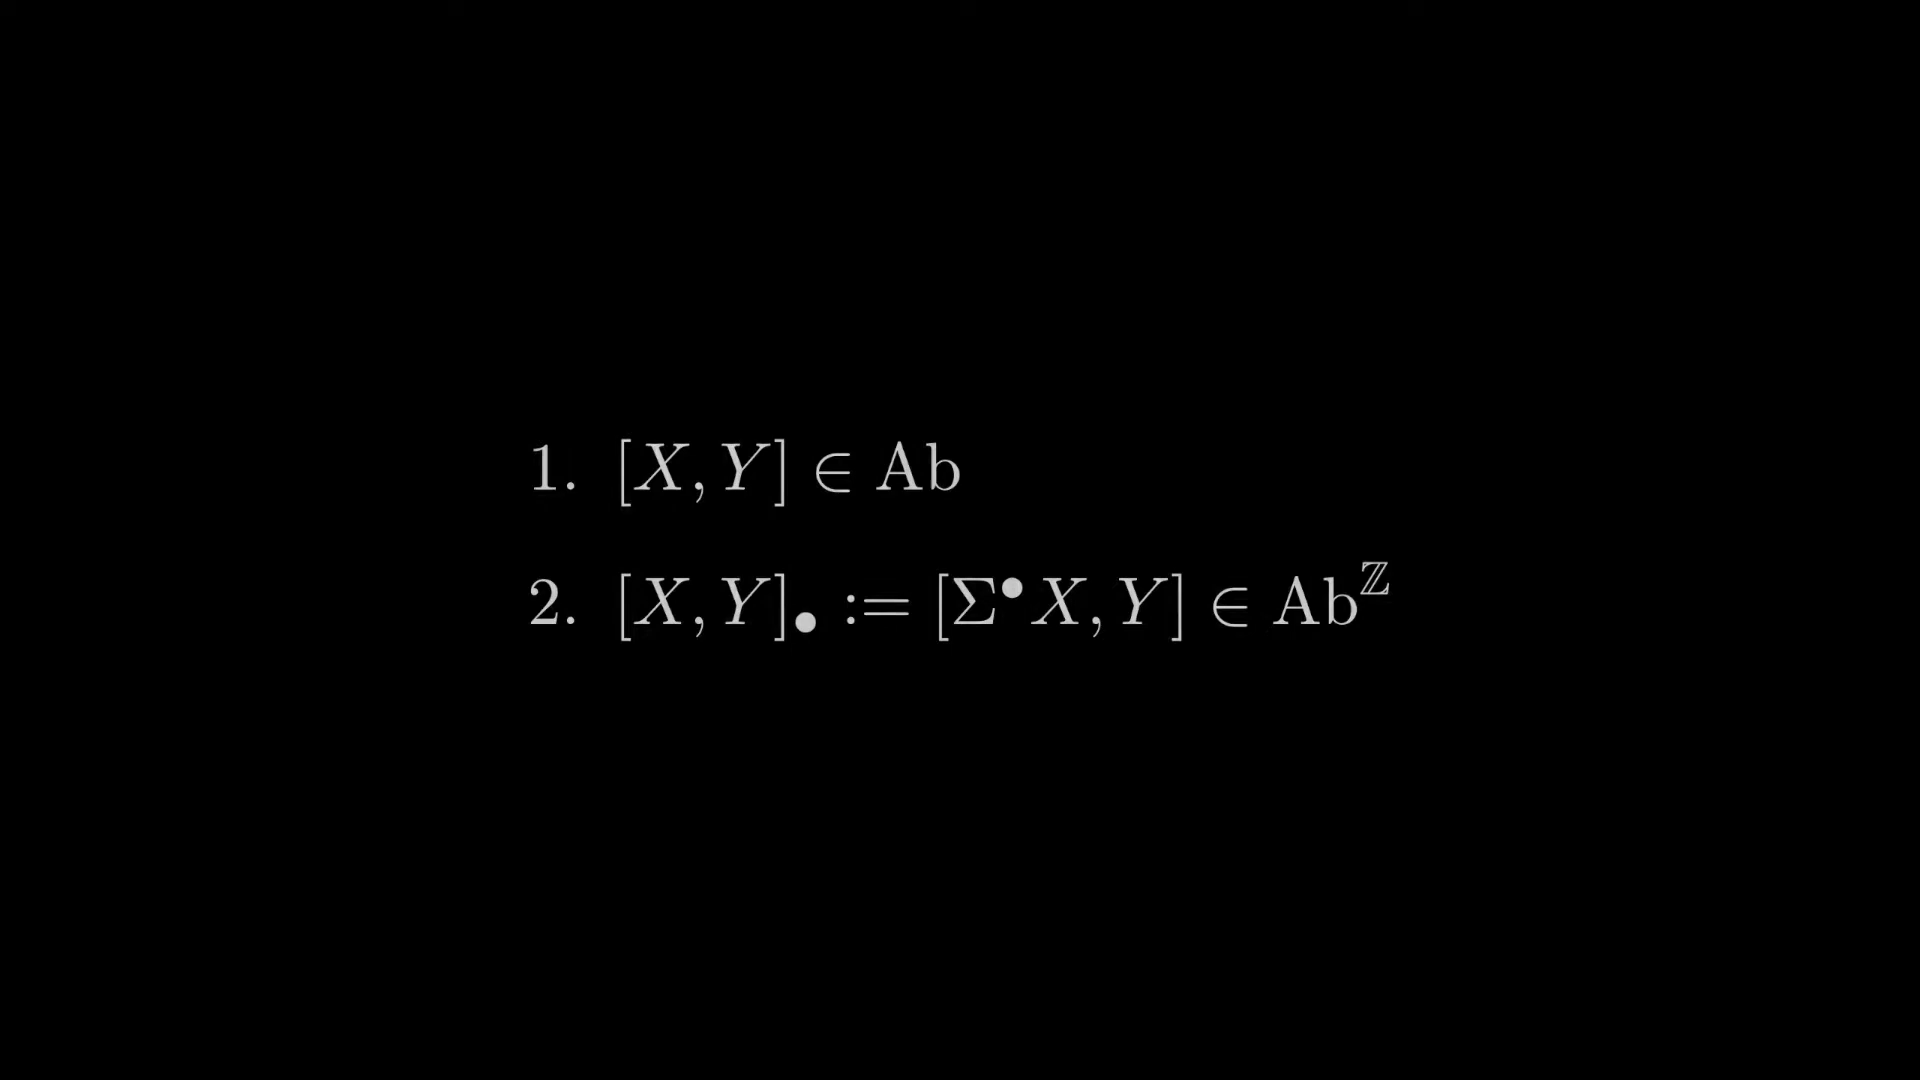 1. [X, Y] ∈ Ab
2. [X, Y]_• := [Σ^• X, Y] ∈ Ab^ℤ